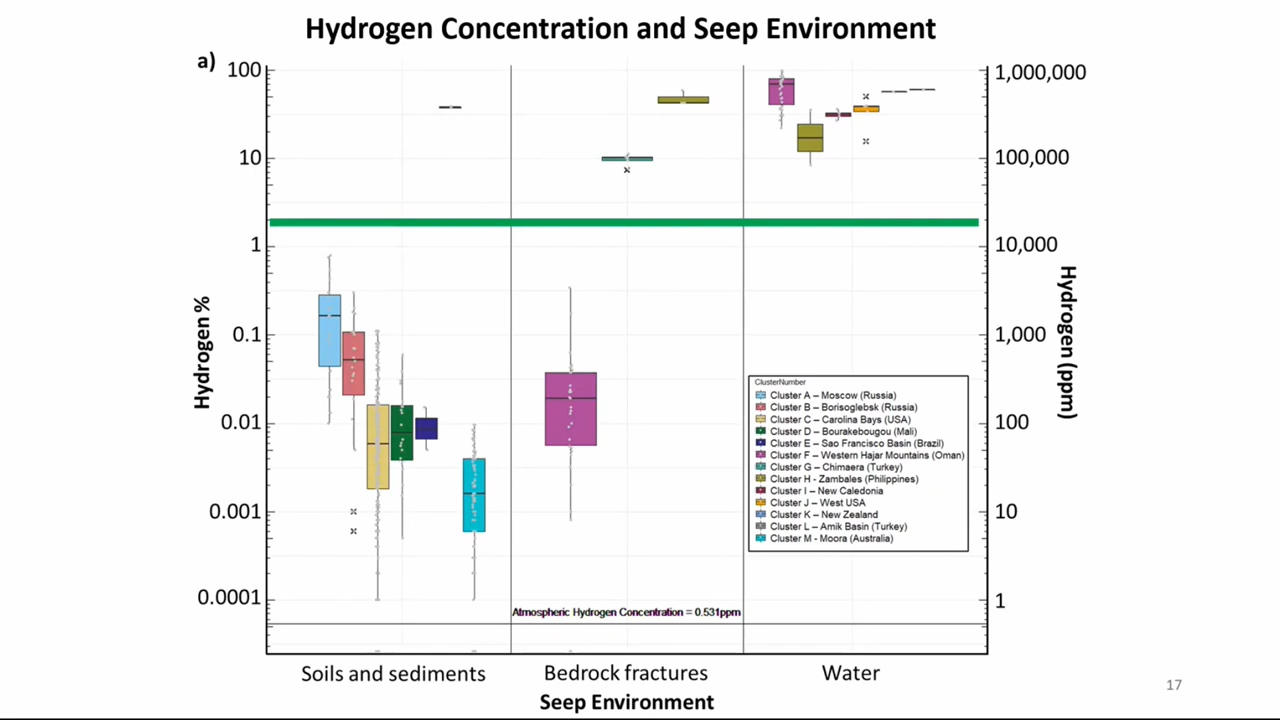 Hydrogen Concentration and Seep Environment
a)
100
10
1
0.1
0.01
0.001
0.0001
Hydrogen %
1,000,000
100,000
10,000
1,000
100
10
1
Hydrogen (ppm)
ClusterNumber
Cluster A – Moscow (Russia)
Cluster B – Borisoglebsk (Russia)
Cluster C – Carolina Bays (USA)
Cluster D – Bourakebougou (Mali)
Cluster E – Sao Francisco Basin (Brazil)
Cluster F – Western Hajar Mountains (Oman)
Cluster G – Chimaera (Turkey)
Cluster H - Zambales (Philippines)
Cluster I – New Caledonia
Cluster J – West USA
Cluster K – New Zealand
Cluster L – Amik Basin (Turkey)
Cluster M - Moora (Australia)
Atmospheric Hydrogen Concentration = 0.531ppm
Soils and sediments
Bedrock fractures
Water
Seep Environment
17